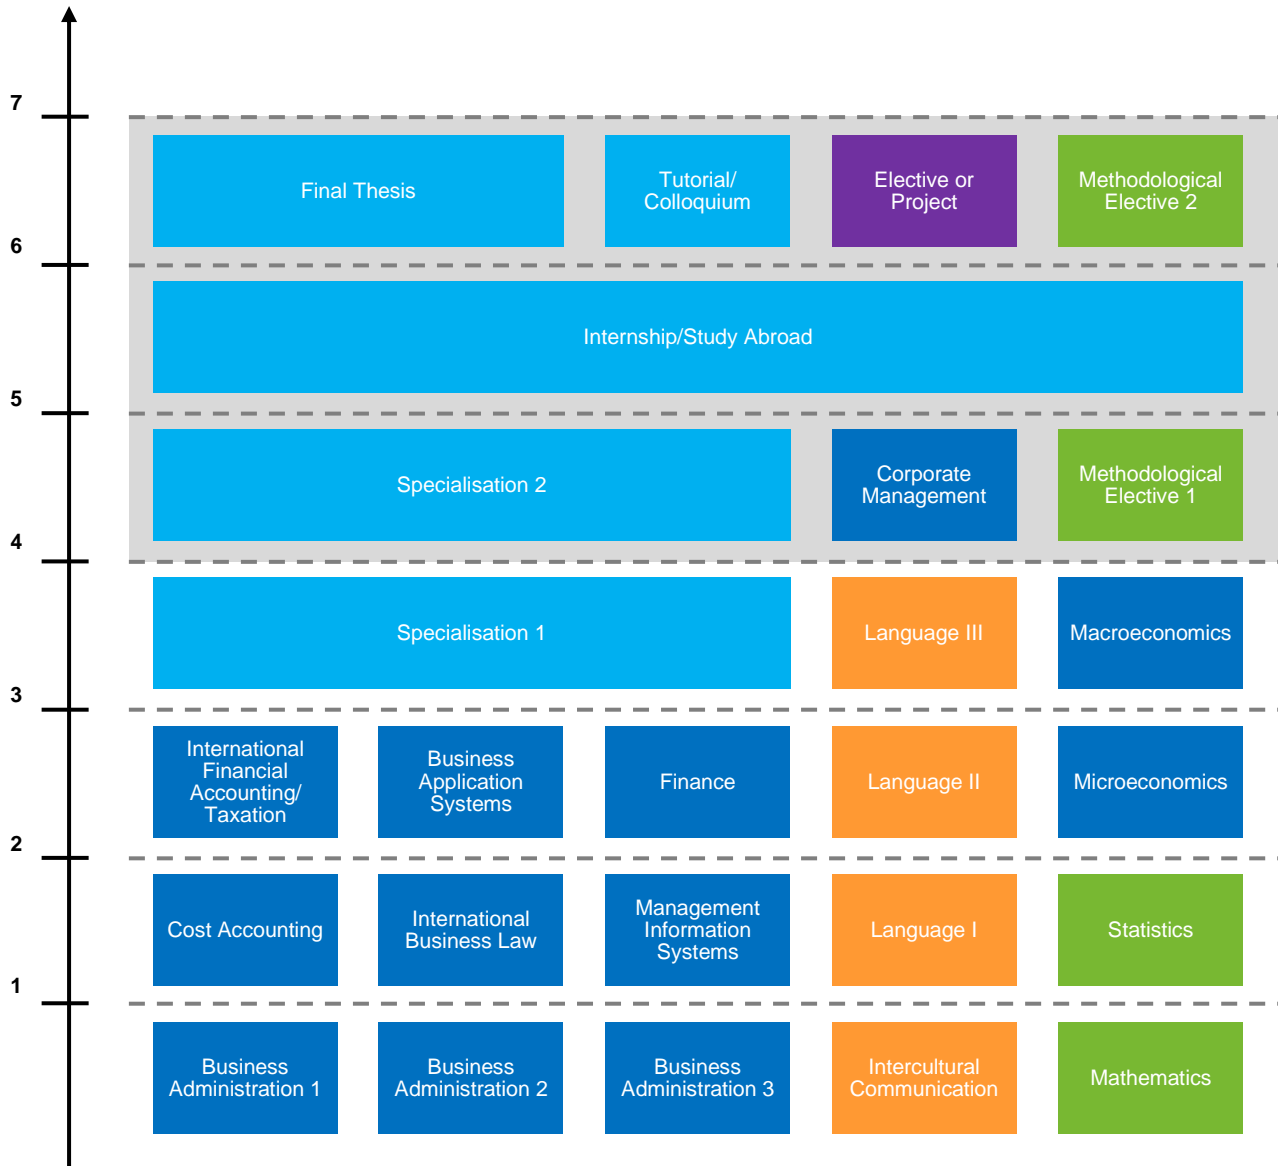 7
Final Thesis
Tutorial/
Colloquium
Elective or
Project
Methodological
Elective 2
6
Internship/Study Abroad
5
Specialisation 2
Corporate
Management
Methodological
Elective 1
4
Specialisation 1
Language III
Macroeconomics
3
International
Financial
Accounting/
Taxation
Business
Application
Systems
Finance
Language II
Microeconomics
2
Cost Accounting
International
Business Law
Management
Information
Systems
Language I
Statistics
1
Business
Administration 1
Business
Administration 2
Business
Administration 3
Intercultural
Communication
Mathematics